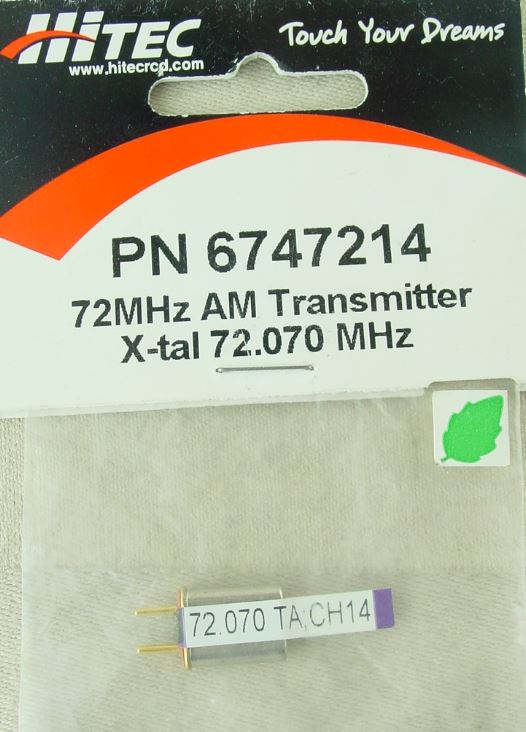 HITEC
Touch Your Dreams
www.hitecrcd.com
PN 6747214
72MHz AM Transmitter
X-tal 72.070 MHz
72.070 TA;CH14